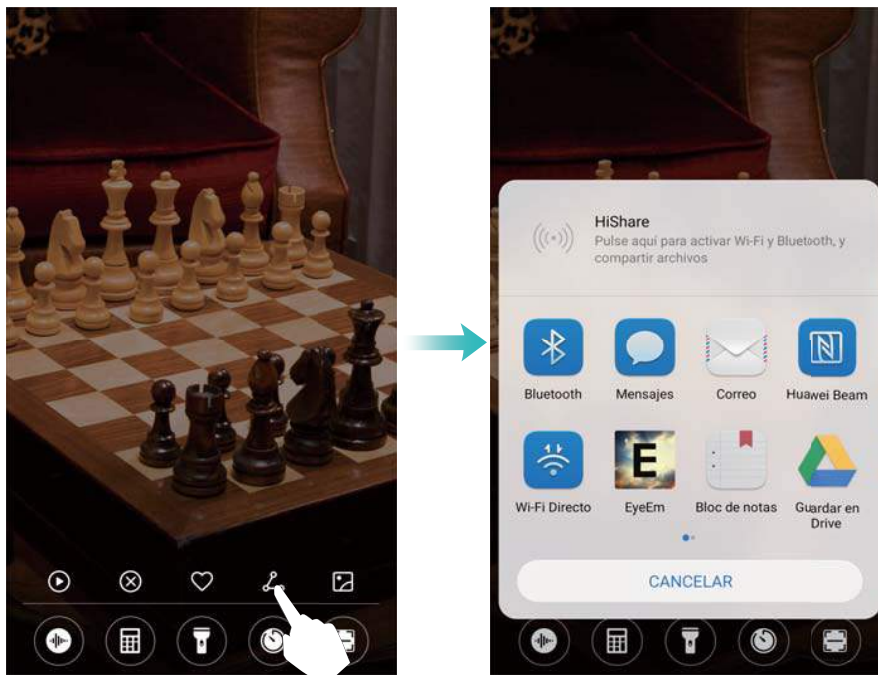 HiShare
Pulse aquí para activar Wi-Fi y Bluetooth, y
compartir archivos
Bluetooth
Mensajes
Correo
Huawei Beam
Wi-Fi Directo
E
EyeEm
Bloc de notas
Guardar en
Drive
CANCELAR